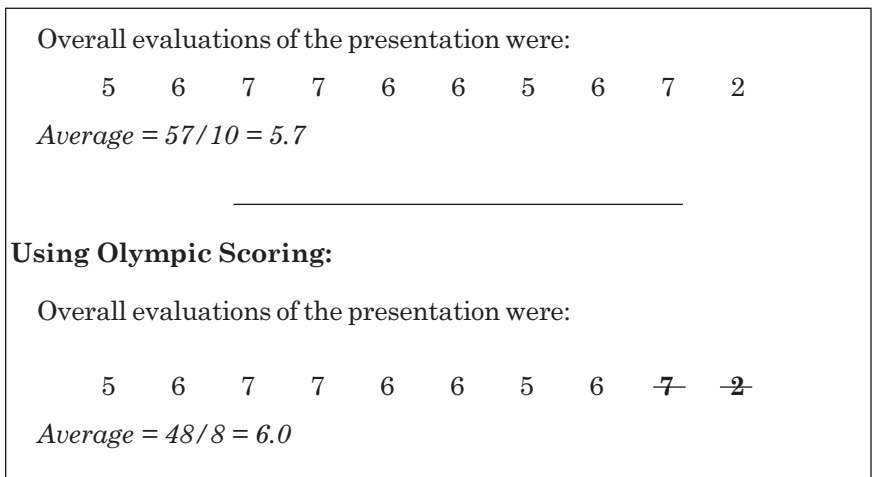 Overall evaluations of the presentation were:
5 6 7 7 6 6 5 6 7 2
Average = 57/10 = 5.7
Using Olympic Scoring:
Overall evaluations of the presentation were:
5 6 7 7 6 6 5 6 7 2
Average = 48/8 = 6.0